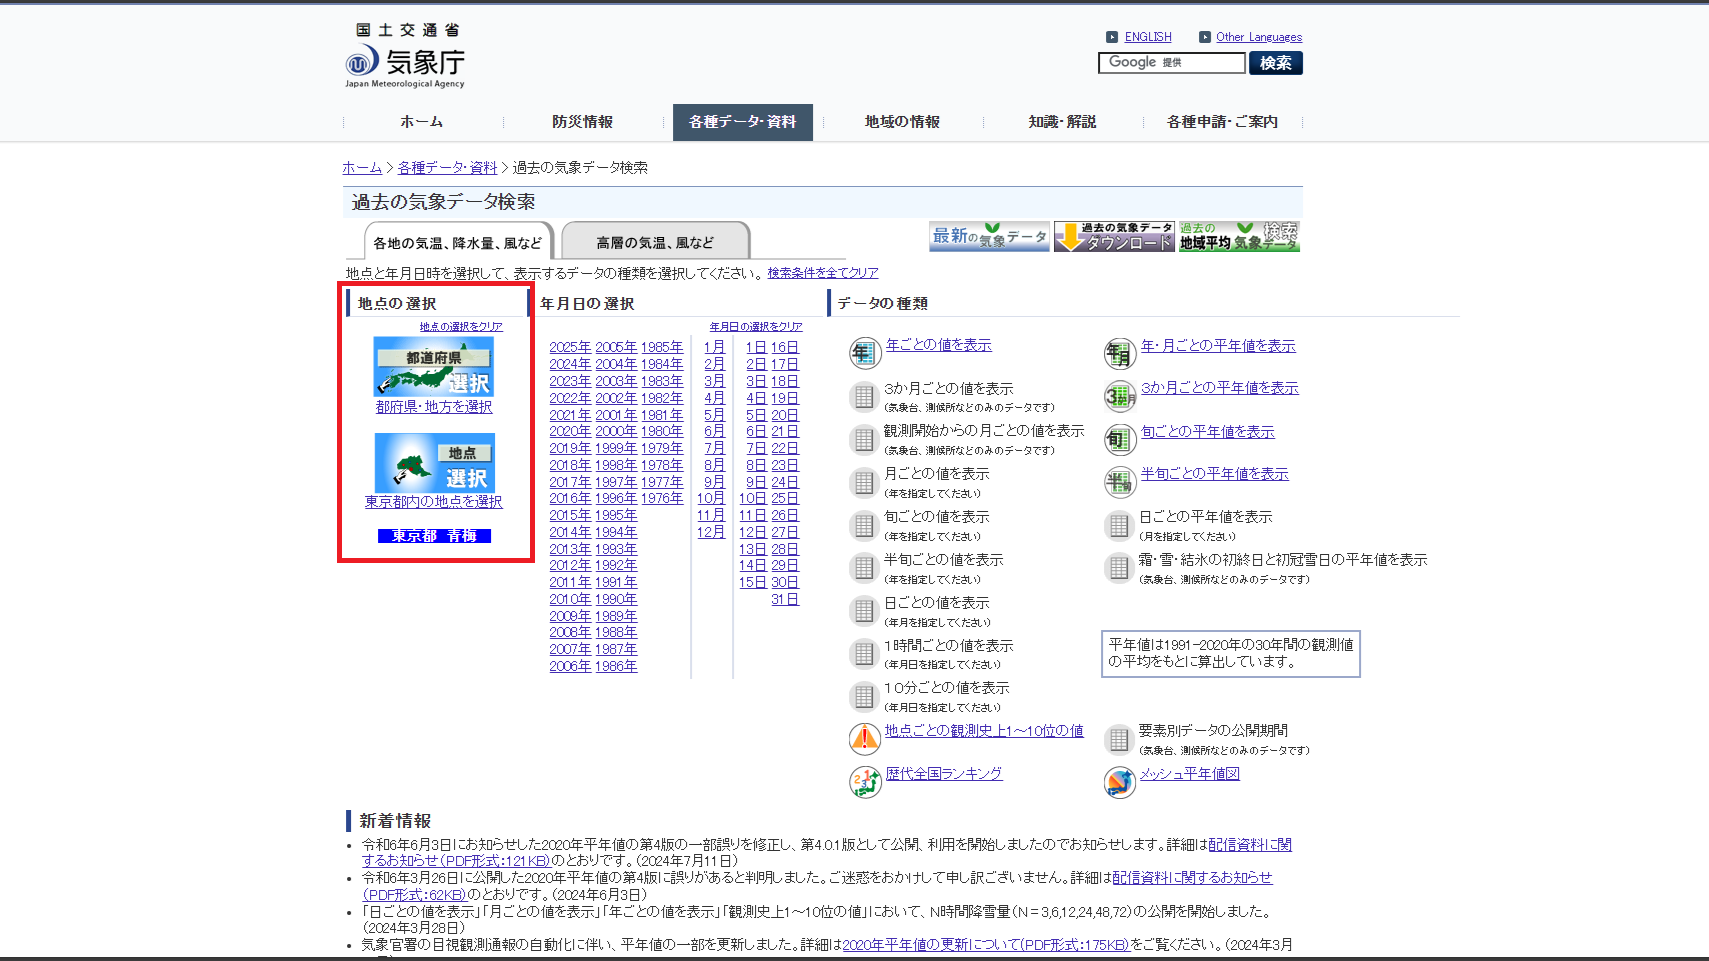 国土交通省
気象庁
Japan Meteorological Agency
ENGLISH
Other Languages
Google 提供
検索
ホーム
防災情報
各種データ・資料
地域の情報
知識・解説
各種申請・ご案内
ホーム > 各種データ・資料 > 過去の気象データ検索
過去の気象データ検索
各地の気温、降水量、風など
高層の気温、風など
最新の気象データ
過去の気象データ
ダウンロード
過去の
地域平均気象データ
検索
地点と年月日時を選択して、表示するデータの種類を選択してください。 検索条件を全てクリア
地点の選択
地点の選択をクリア
都道府県
選択
都府県・地方を選択
地点
選択
東京都内の地点を選択
東京都 青梅
年月日の選択
年月日の選択をクリア
2025年 2005年 1985年 1月 1日 16日
2024年 2004年 1984年 2月 2日 17日
2023年 2003年 1983年 3月 3日 18日
2022年 2002年 1982年 4月 4日 19日
2021年 2001年 1981年 5月 5日 20日
2020年 2000年 1980年 6月 6日 21日
2019年 1999年 1979年 7月 7日 22日
2018年 1998年 1978年 8月 8日 23日
2017年 1997年 1977年 9月 9日 24日
2016年 1996年 1976年 10月 10日 25日
2015年 1995年 11月 11日 26日
2014年 1994年 12月 12日 27日
2013年 1993年 13日 28日
2012年 1992年 14日 29日
2011年 1991年 15日 30日
2010年 1990年 31日
2009年 1989年
2008年 1988年
2007年 1987年
2006年 1986年
データの種類
年
年ごとの値を表示
3か月ごとの値を表示
(気象台、測候所などのみのデータです)
観測開始からの月ごとの値を表示
(気象台、測候所などのみのデータです)
月ごとの値を表示
(年を指定してください)
旬ごとの値を表示
(年を指定してください)
半旬ごとの値を表示
(年を指定してください)
日ごとの値を表示
(年月を指定してください)
1時間ごとの値を表示
(年月日を指定してください)
10分ごとの値を表示
(年月日を指定してください)
地点ごとの観測史上1～10位の値
歴代全国ランキング
年月
年・月ごとの平年値を表示
3か月
3か月ごとの平年値を表示
旬
旬ごとの平年値を表示
半旬
半旬ごとの平年値を表示
日ごとの平年値を表示
(月を指定してください)
霜・雪・結氷の初終日と初冠雪日の平年値を表示
(気象台、測候所などのみのデータです)
平年値は1991-2020年の30年間の観測値
の平均をもとに算出しています。
要素別データの公開期間
(気象台、測候所などのみのデータです)
メッシュ平年値図
新着情報
• 令和6年6月3日にお知らせした2020年平年値の第4版の一部誤りを修正し、第4.0.1版として公開、利用を開始しましたのでお知らせします。詳細は配信資料に関
するお知らせ(PDF形式:121KB)のとおりです。(2024年7月11日)
• 令和6年3月26日に公開した2020年平年値の第4版に誤りがあると判明しました。ご迷惑をおかけして申し訳ございません。詳細は配信資料に関するお知らせ
(PDF形式:62KB)のとおりです。(2024年6月3日)
• 「日ごとの値を表示」「月ごとの値を表示」「年ごとの値を表示」「観測史上1～10位の値」において、N時間降雪量(N=3,6,12,24,48,72)の公開を開始しました。
(2024年3月28日)
• 気象官署の目視観測通報の自動化に伴い、平年値の一部を更新しました。詳細は2020年平年値の更新について(PDF形式:175KB)をご覧ください。(2024年3月